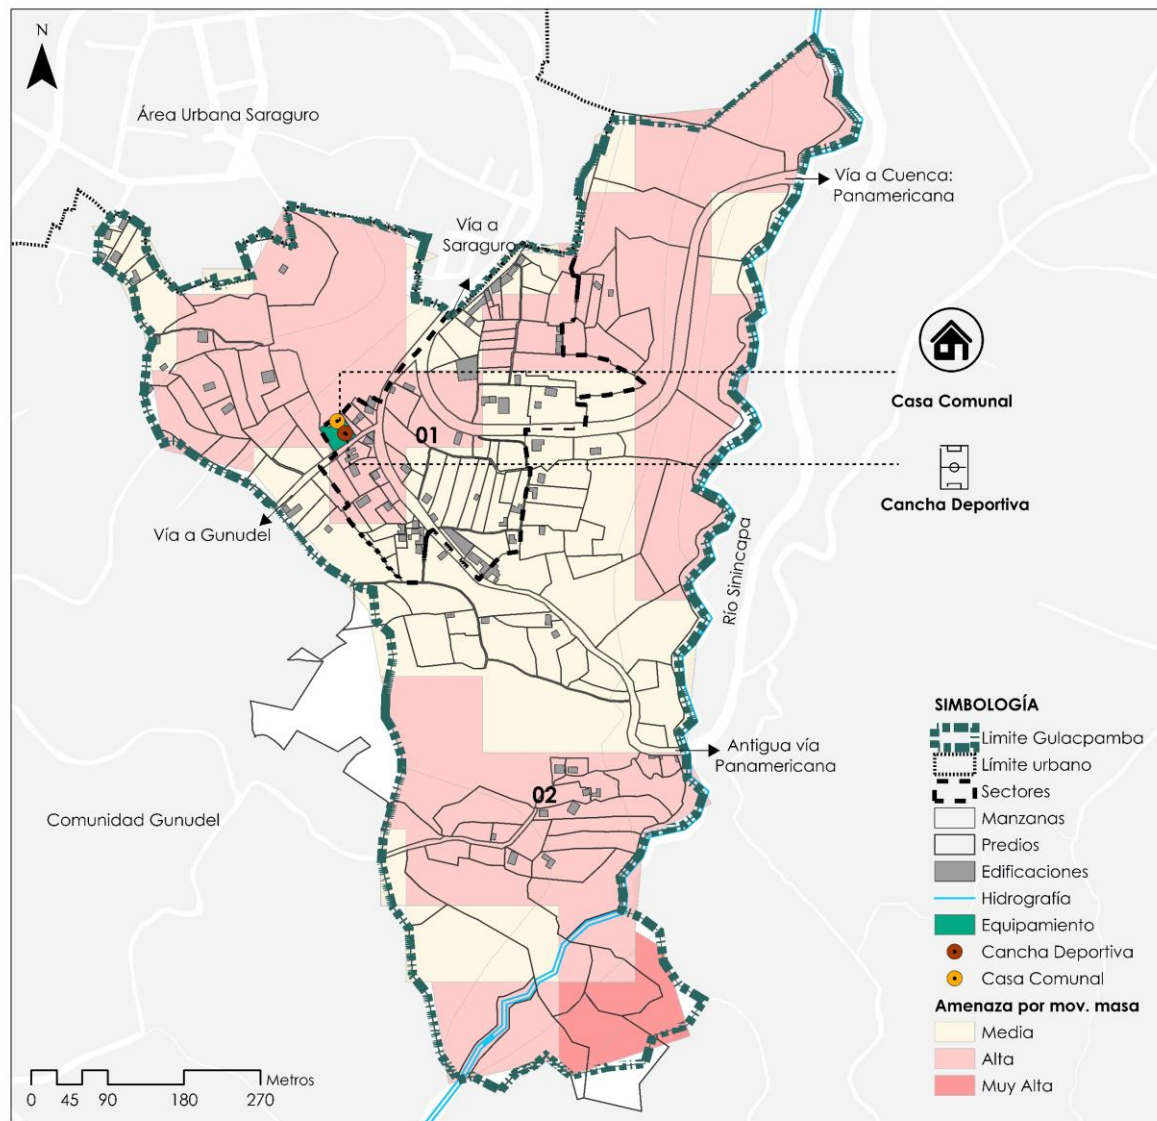 N
Área Urbana Saraguro
Vía a Cuenca:
Panamericana
Vía a
Saraguro
Casa Comunal
01
Cancha Deportiva
Vía a Gunudel
Río Sinincapa
Antigua vía
Panamericana
02
Comunidad Gunudel
SIMBOLOGÍA
Limite Gulacpamba
Límite urbano
Sectores
Manzanas
Predios
Edificaciones
Hidrografía
Equipamiento
Cancha Deportiva
Casa Comunal
Amenaza por mov. masa
Media
Alta
Muy Alta
Metros
0 45 90 180 270